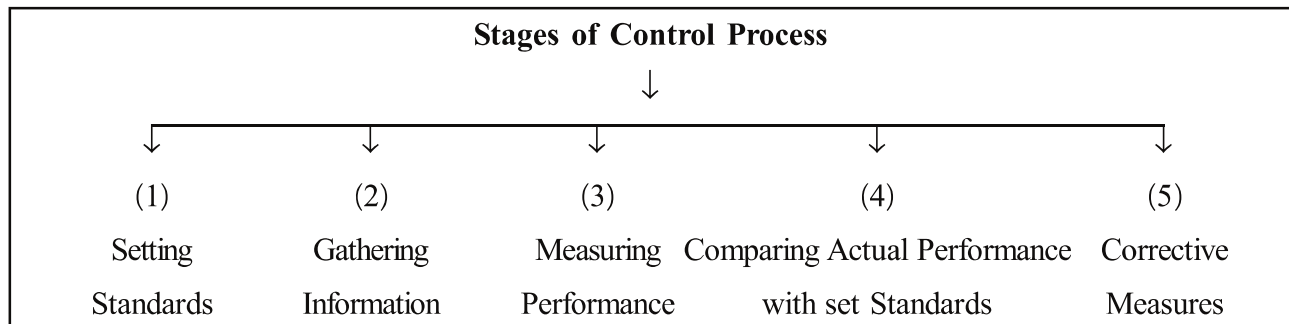 Stages of Control Process
(1) (2) (3) (4) (5)
Setting Gathering Measuring Comparing Actual Performance Corrective
Standards Information Performance with set Standards Measures